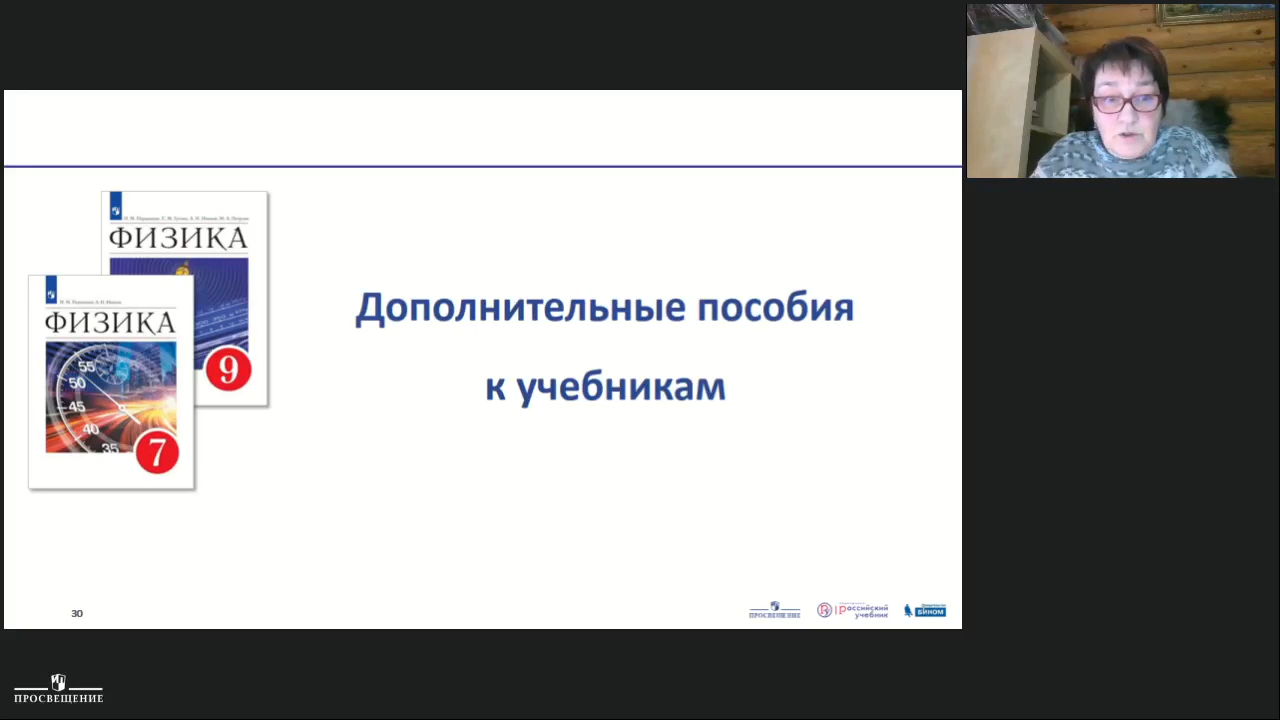 ФИЗИКА
9
ФИЗИКА
55
50
45
40
35
7
Дополнительные пособия
к учебникам
30
ПРОСВЕЩЕНИЕ
российский
учебник
БИНОМ
ПРОСВЕЩЕНИЕ